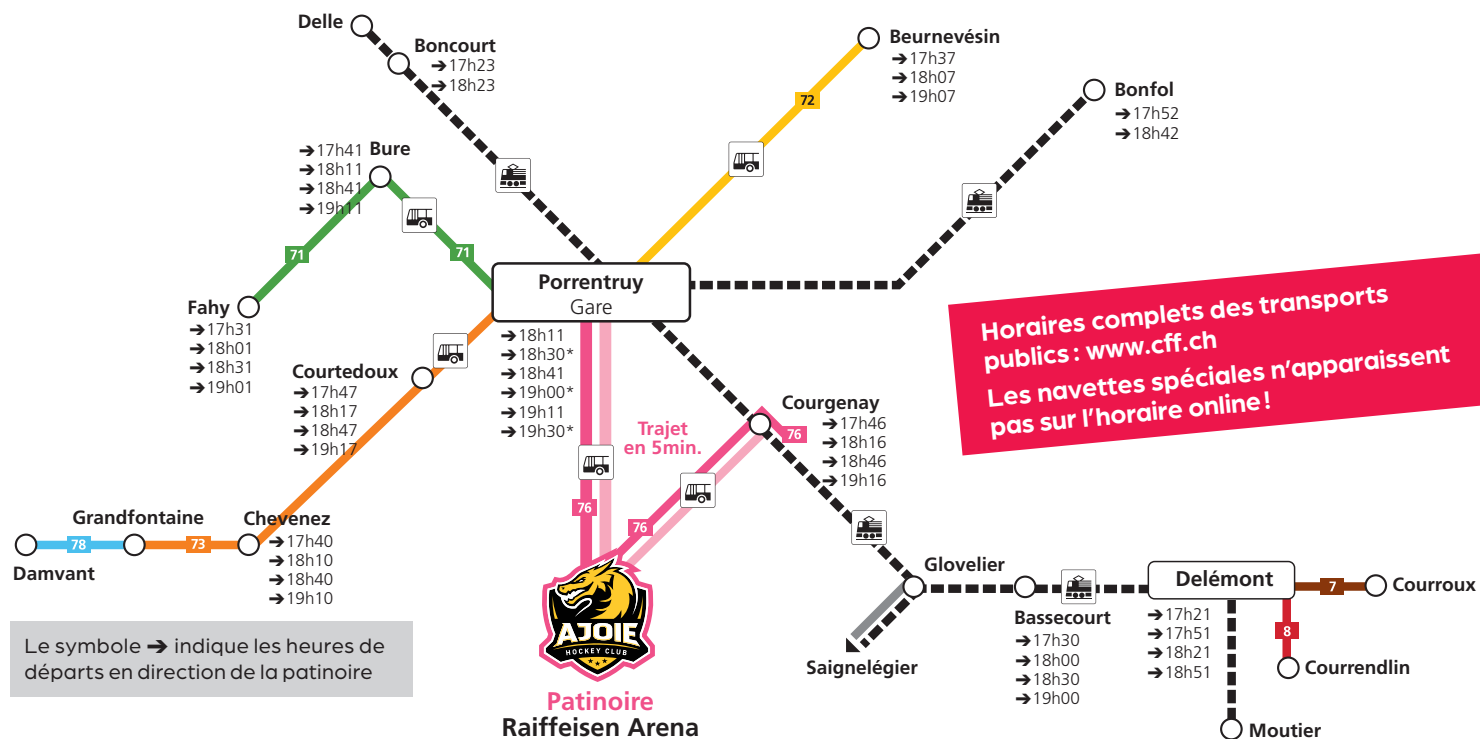 Delle
Boncourt
➔17h23
➔18h23
Beurnevésin
➔17h37
➔18h07
➔19h07
72
Bonfol
➔17h52
➔18h42
Bure
➔17h41
➔18h11
➔18h41
➔19h11
71
71
Fahy
➔17h31
➔18h01
➔18h31
➔19h01
Porrentruy
Gare
➔18h11
➔18h30*
➔18h41
➔19h00*
➔19h11
➔19h30*
Horaires complets des transports
publics : www.cff.ch
Les navettes spéciales n’apparaissent
pas sur l’horaire online !
Courtedoux
➔17h47
➔18h17
➔18h47
➔19h17
Trajet
en 5min.
Courgenay
➔17h46
➔18h16
➔18h46
➔19h16
76
76
76
Grandfontaine
Chevenez
➔17h40
➔18h10
➔18h40
➔19h10
78
73
Damvant
Glovelier
Bassecourt
➔17h30
➔18h00
➔18h30
➔19h00
Delémont
➔17h21
➔17h51
➔18h21
➔18h51
7
Courroux
8
Courrendlin
Saignelégier
Moutier
Le symbole ➔ indique les heures de
départs en direction de la patinoire
AJOIE
HOCKEY CLUB
Patinoire
Raiffeisen Arena